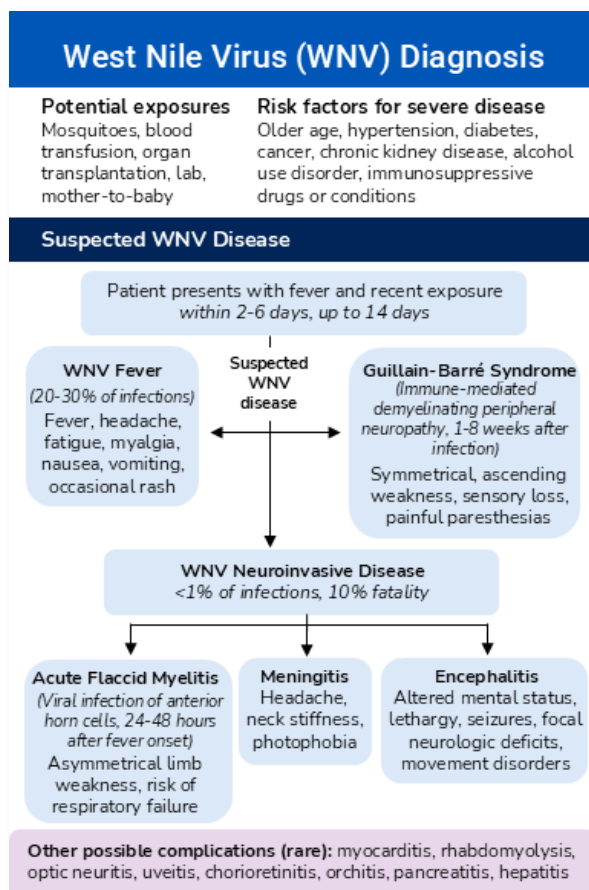 West Nile Virus (WNV) Diagnosis
Potential exposures
Mosquitoes, blood
transfusion, organ
transplantation, lab,
mother-to-baby
Risk factors for severe disease
Older age, hypertension, diabetes,
cancer, chronic kidney disease, alcohol
use disorder, immunosuppressive
drugs or conditions
Suspected WNV Disease
Patient presents with fever and recent exposure
within 2-6 days, up to 14 days
Suspected
WNV
disease
WNV Fever
(20-30% of infections)
Fever, headache,
fatigue, myalgia,
nausea, vomiting,
occasional rash
Guillain-Barré Syndrome
(Immune-mediated
demyelinating peripheral
neuropathy, 1-8 weeks after
infection)
Symmetrical, ascending
weakness, sensory loss,
painful paresthesias
WNV Neuroinvasive Disease
<1% of infections, 10% fatality
Acute Flaccid Myelitis
(Viral infection of anterior
horn cells, 24-48 hours
after fever onset)
Asymmetrical limb
weakness, risk of
respiratory failure
Meningitis
Headache,
neck stiffness,
photophobia
Encephalitis
Altered mental status,
lethargy, seizures, focal
neurologic deficits,
movement disorders
Other possible complications (rare): myocarditis, rhabdomyolysis,
optic neuritis, uveitis, chorioretinitis, orchitis, pancreatitis, hepatitis